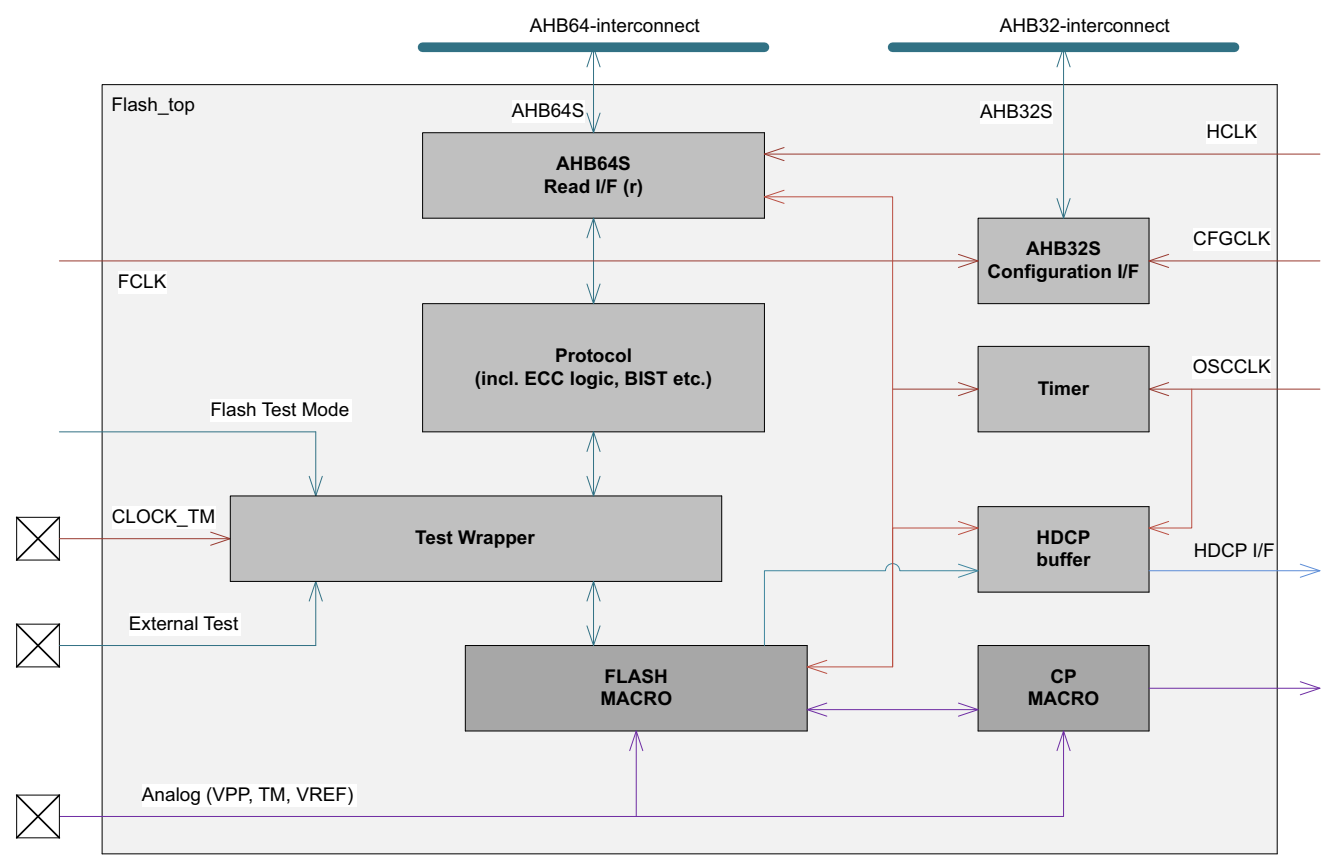 AHB64-interconnect
AHB32-interconnect
Flash_top
AHB64S
AHB32S
HCLK
AHB64S
Read I/F (r)
AHB32S
Configuration I/F
CFGCLK
FCLK
Protocol
(incl. ECC logic, BIST etc.)
Timer
OSCCLK
Flash Test Mode
CLOCK_TM
Test Wrapper
HDCP
buffer
HDCP I/F
External Test
FLASH
MACRO
CP
MACRO
Analog (VPP, TM, VREF)